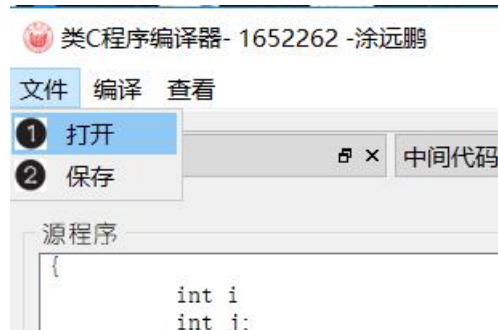 类C程序编译器- 1652262 -涂远鹏
文件 编译 查看
1 打开
中间代码
2 保存
源程序
{
int i
int j;